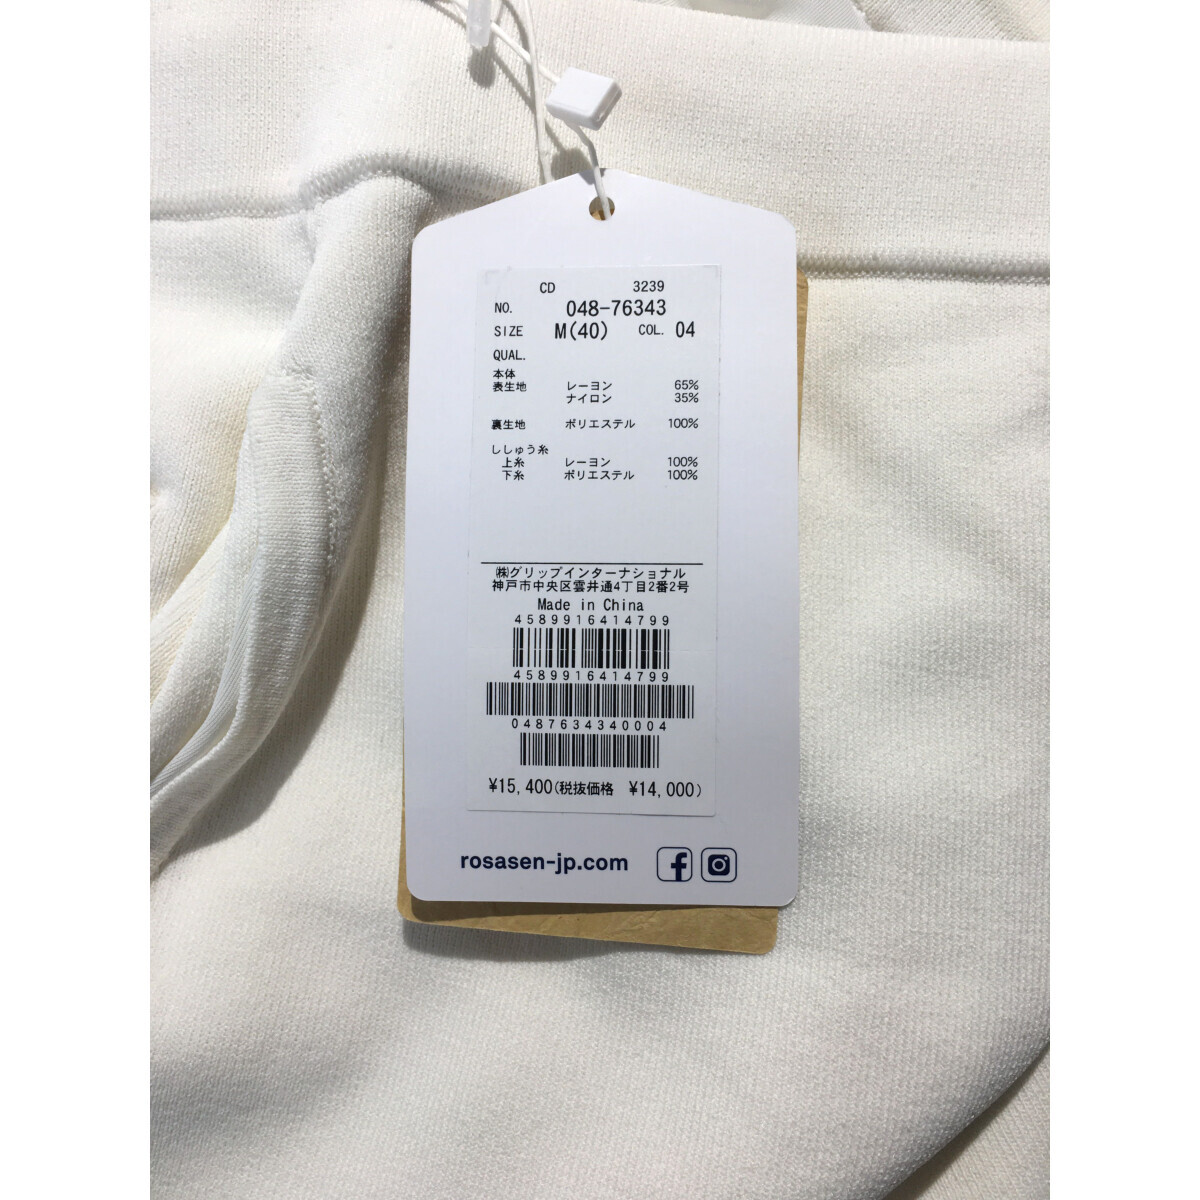 CD 3239
NO. 048-76343
SIZE M(40) COL. 04
QUAL.
本体
表生地 レーヨン 65%
ナイロン 35%
裏生地 ポリエステル 100%
ししゅう糸
上糸 レーヨン 100%
下糸 ポリエステル 100%
㈱グリップインターナショナル
神戸市中央区雲井通4丁目2番2号
Made in China
4589916414799
4589916414799
0487634340004
¥15,400(税抜価格 ¥14,000)
rosasen-jp.com